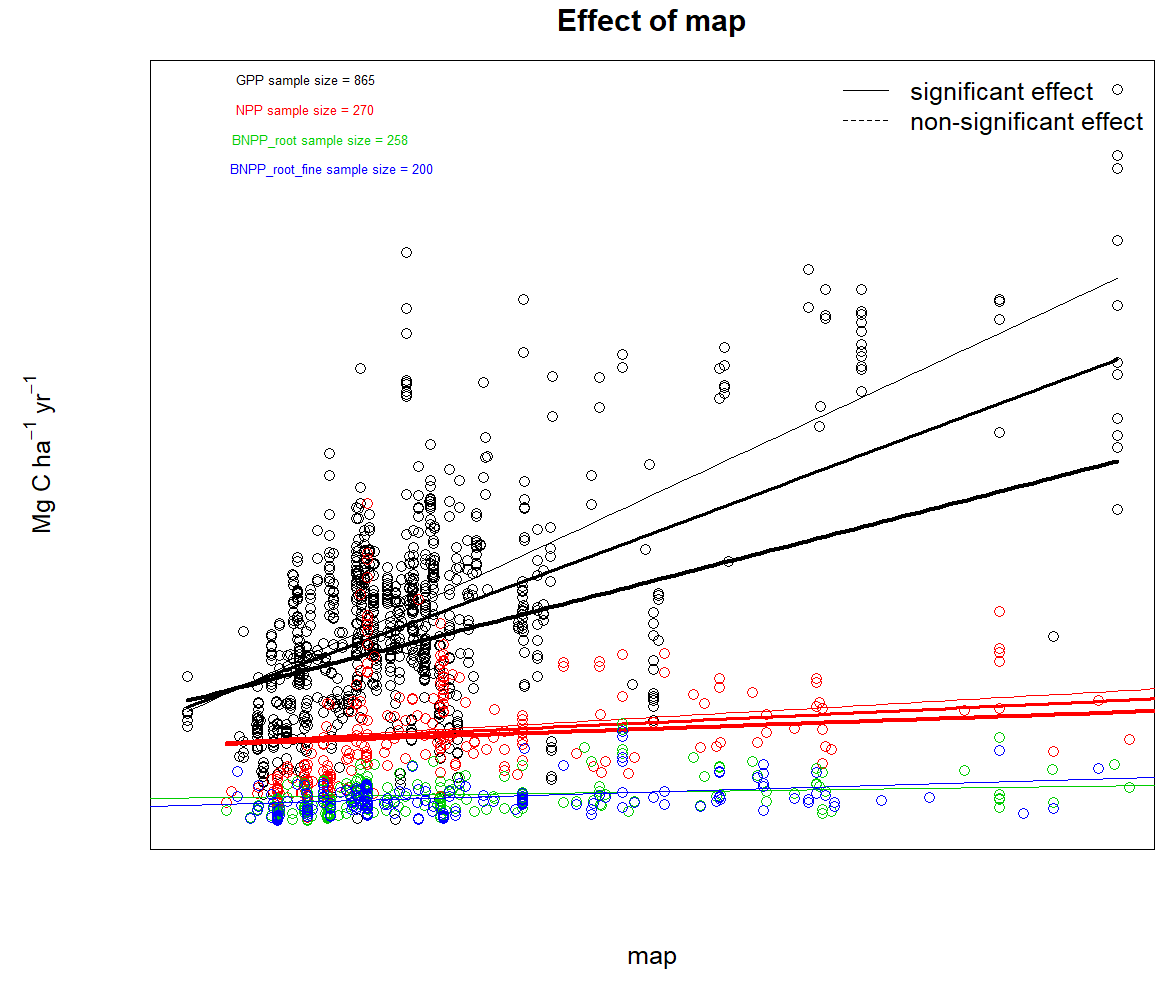 Effect of map
GPP sample size = 865
NPP sample size = 270
BNPP_root sample size = 258
BNPP_root_fine sample size = 200
significant effect
non-significant effect
Mg C ha⁻¹ yr⁻¹
map